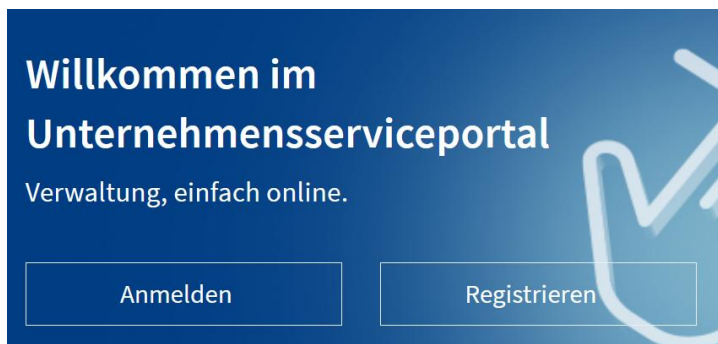 Willkommen im
Unternehmensserviceportal
Verwaltung, einfach online.
Anmelden
Registrieren